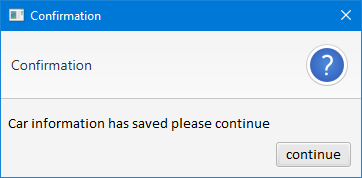 Confirmation
Confirmation
?
Car information has saved please continue
continue